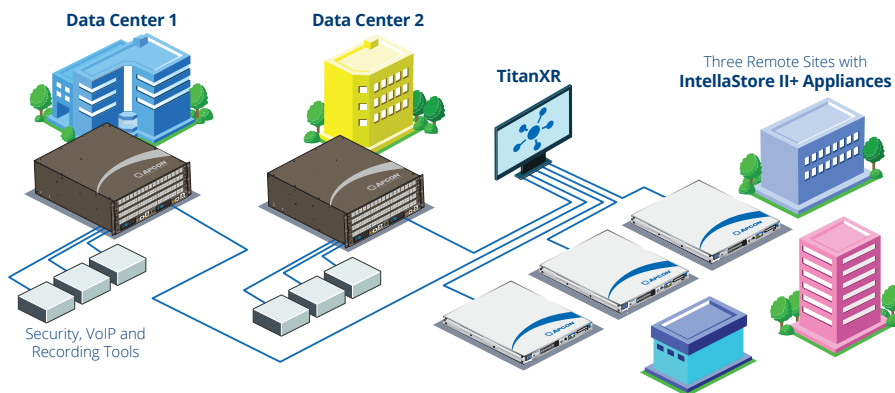 Data Center 1
Data Center 2
TitanXR
Three Remote Sites with
IntellaStore II+ Appliances
APCON
APCON
APCON
APCON
APCON
Security, VoIP and
Recording Tools